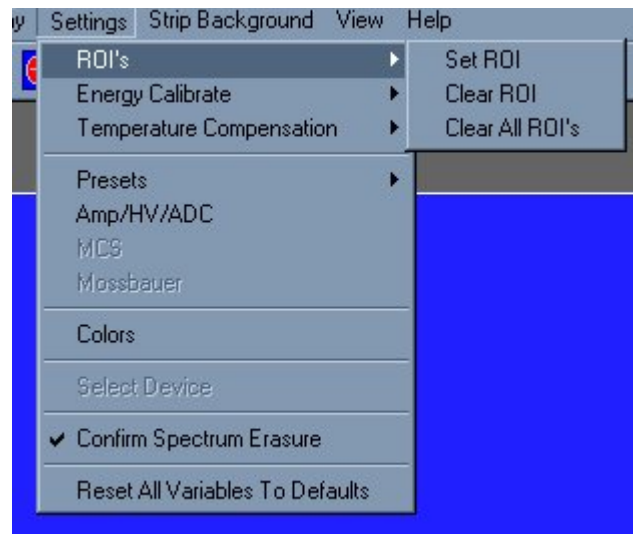 y Settings Strip Background View Help
ROI's
Set ROI
Energy Calibrate
Clear ROI
Temperature Compensation
Clear All ROI's
Presets
Amp/HV/ADC
MCS
Mossbauer
Colors
Select Device
Confirm Spectrum Erasure
Reset All Variables To Defaults